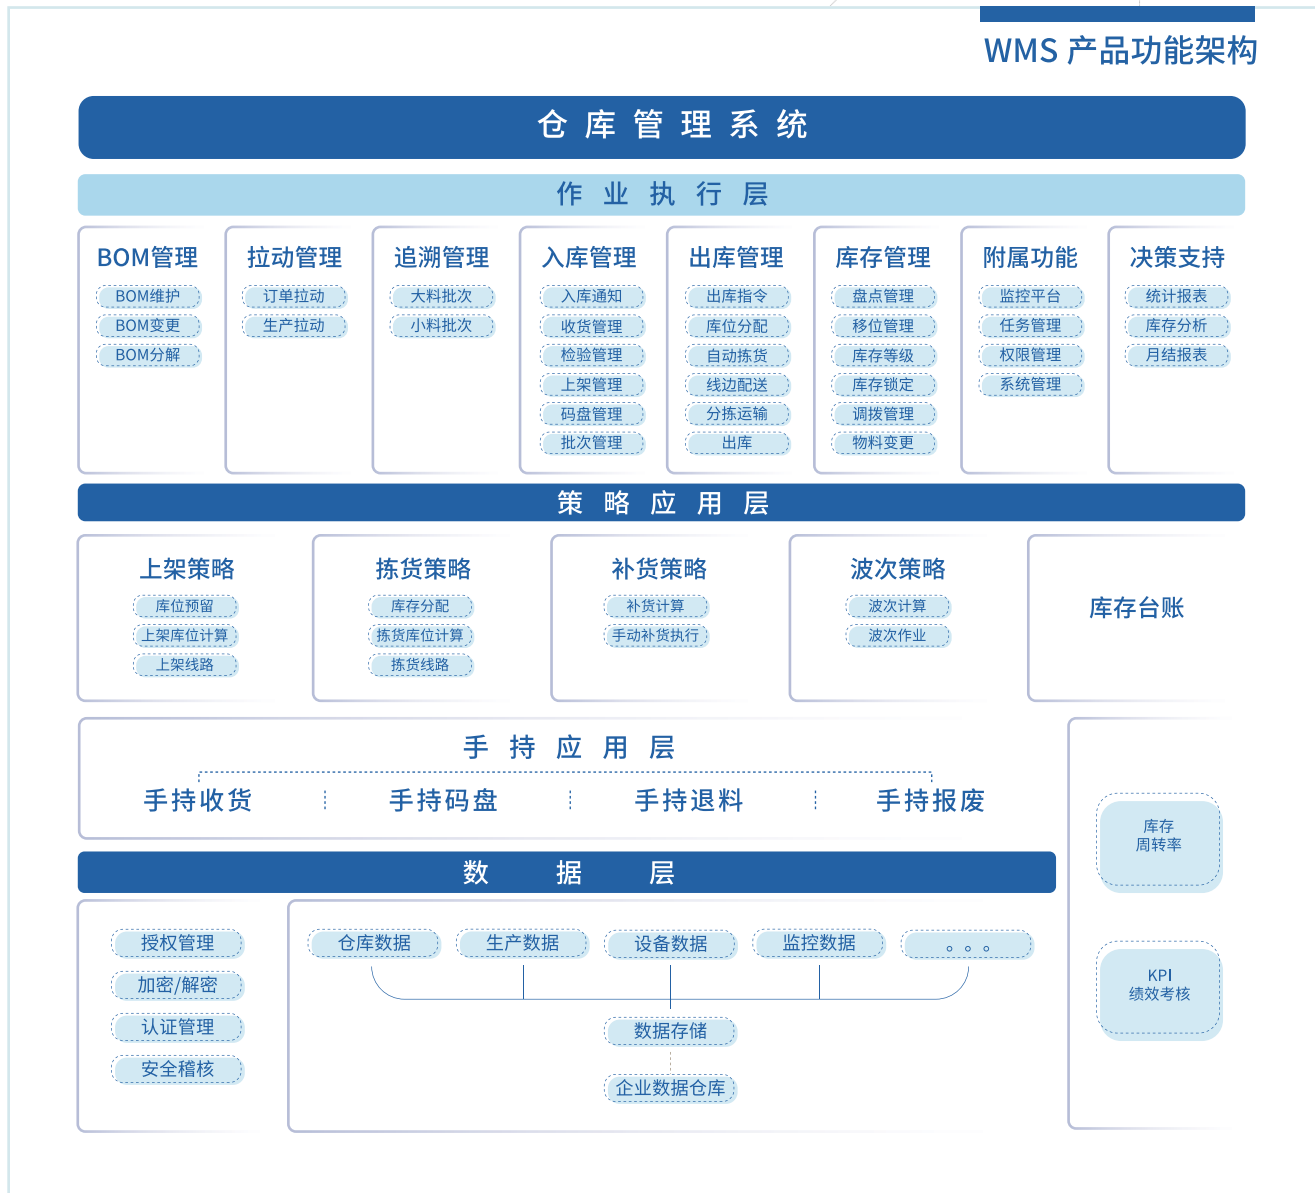 WMS 产品功能架构
仓库管理系统
作业执行层
BOM管理
BOM维护
BOM变更
BOM分解
拉动管理
订单拉动
生产拉动
追溯管理
大料批次
小料批次
入库管理
入库通知
收货管理
检验管理
上架管理
码盘管理
批次管理
出库管理
出库指令
库位分配
自动拣货
线边配送
分拣运输
出库
库存管理
盘点管理
移位管理
库存等级
库存锁定
调拨管理
物料变更
附属功能
监控平台
任务管理
权限管理
系统管理
决策支持
统计报表
库存分析
月结报表
策略应用层
上架策略
库位预留
上架库位计算
上架线路
拣货策略
库存分配
拣货库位计算
拣货线路
补货策略
补货计算
手动补货执行
波次策略
波次计算
波次作业
库存台账
手持应用层
手持收货
手持码盘
手持退料
手持报废
数据层
授权管理
加密/解密
认证管理
安全稽核
仓库数据
生产数据
设备数据
监控数据
。。。
数据存储
企业数据仓库
库存
周转率
KPI
绩效考核